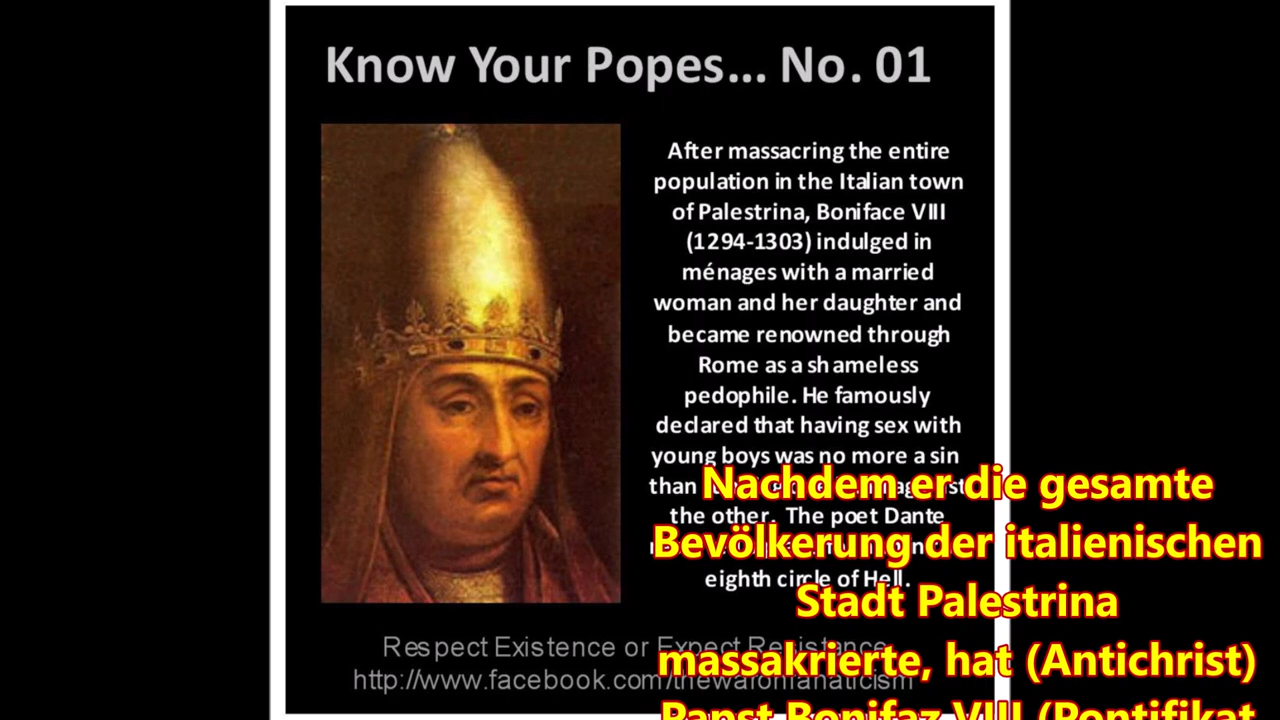 Know Your Popes... No. 01
After massacring the entire
population in the Italian town
of Palestrina, Boniface VIII
(1294-1303) indulged in
ménages with a married
woman and her daughter and
became renowned through
Rome as a shameless
pedophile. He famously
declared that having sex with
young boys was no more a sin
than
the other. The poet Dante
eighth circle of Hell.
Respect Existence or Expect Resistance
http://www.facebook.com/thewaronfanaticism
Nachdem er die gesamte
Bevölkerung der italienischen
Stadt Palestrina
massakrierte, hat (Antichrist)
Papst Bonifaz VIII (Pontifikat